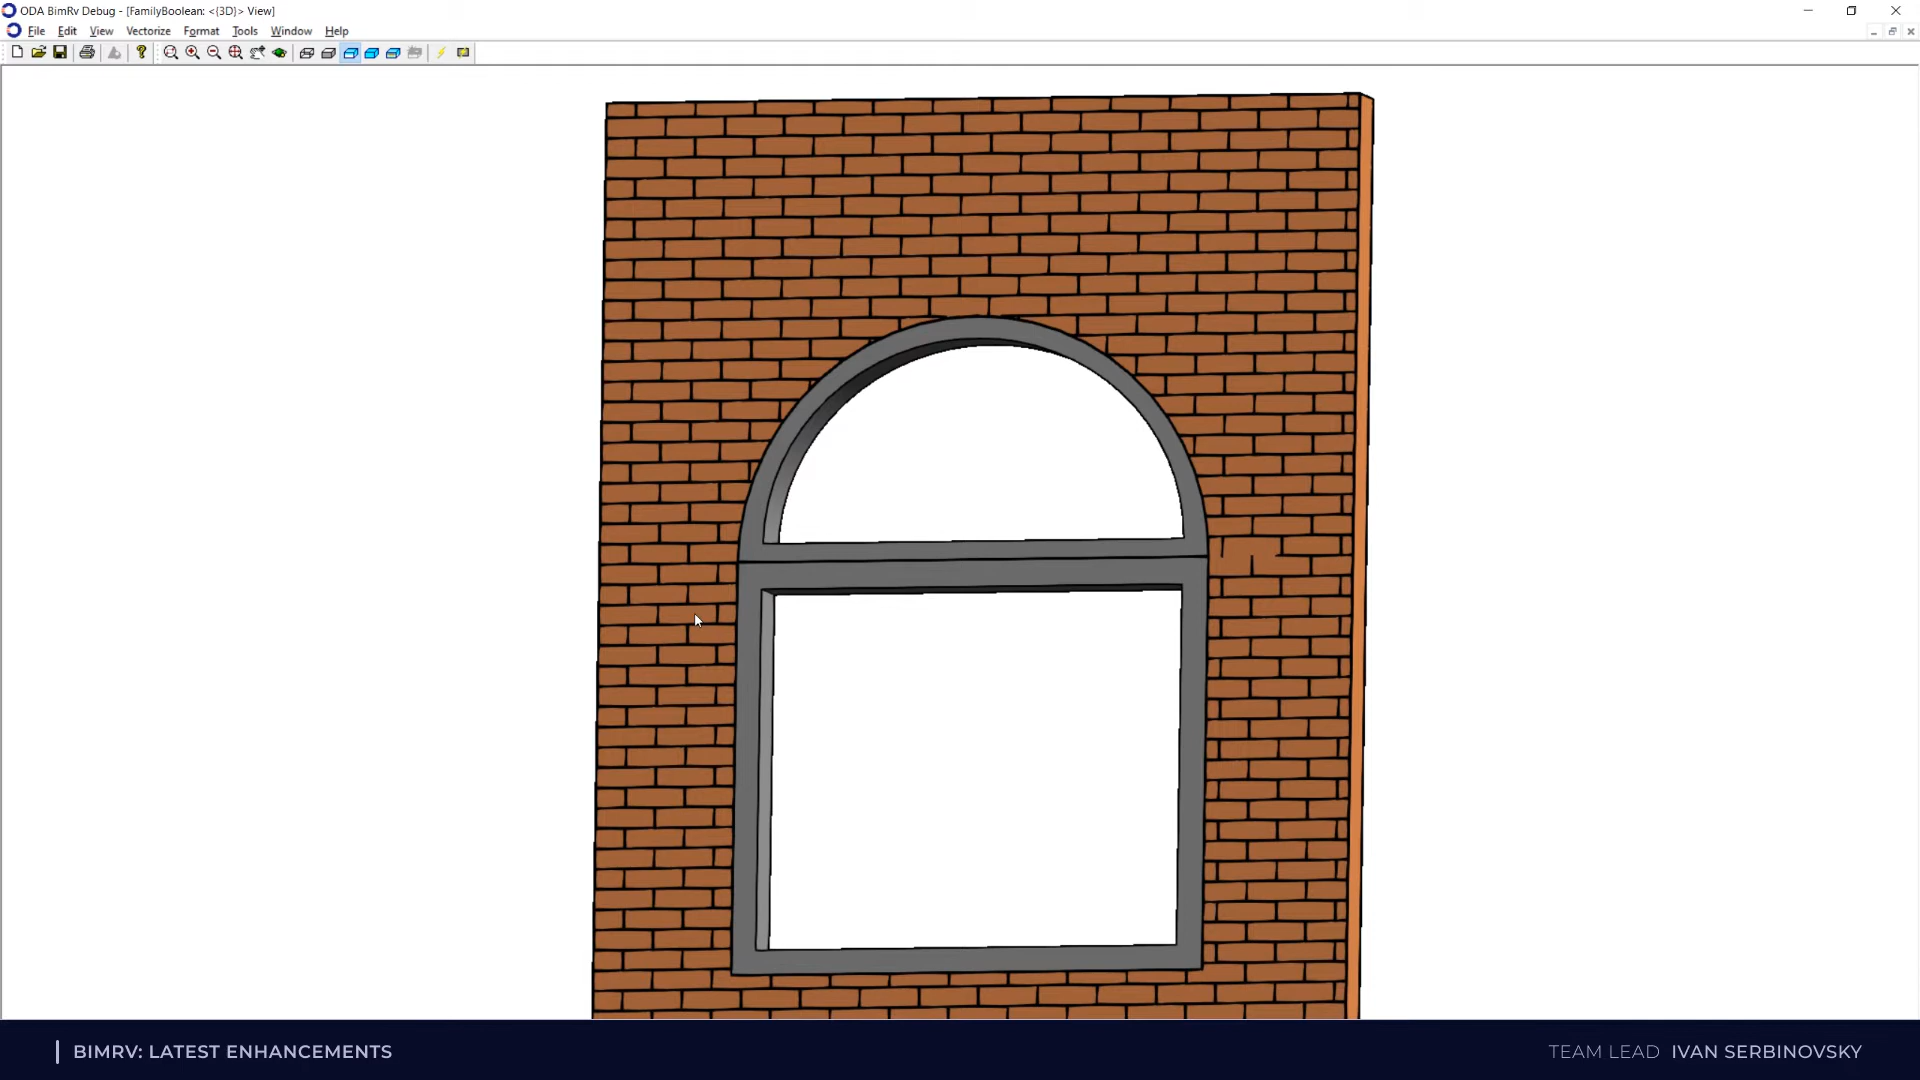 ODA BimRv Debug - [FamilyBoolean: <{3D}> View]
File Edit View Vectorize Format Tools Window Help
BIMRV: LATEST ENHANCEMENTS
TEAM LEAD IVAN SERBINOVSKY